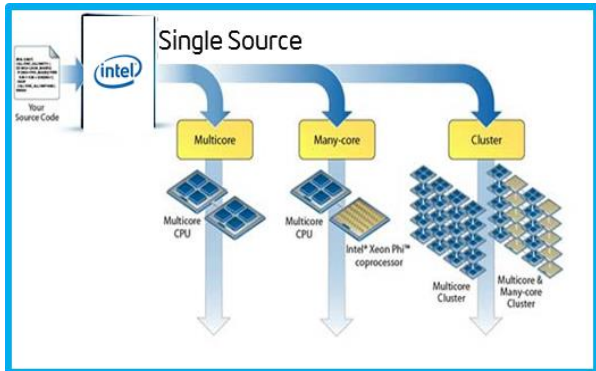 Single Source
intel
Your
Source Code
Multicore
Many-core
Cluster
Multicore
CPU
Multicore
CPU
Intel® Xeon Phi™
coprocessor
Multicore
Cluster
Multicore &
Many-core
Cluster